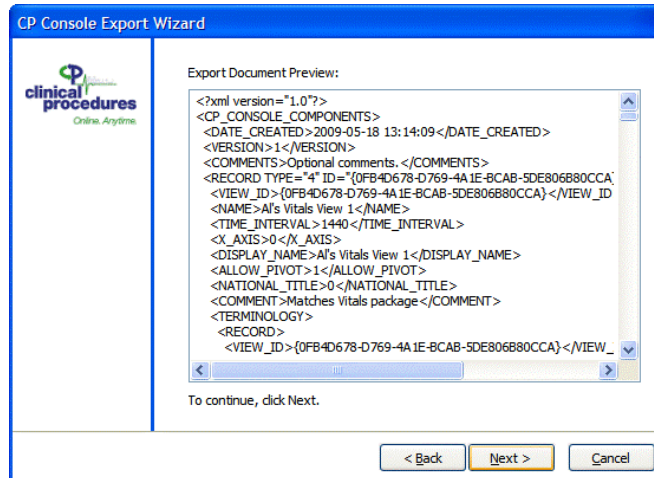 CP Console Export Wizard
CP
clinical
procedures
Online. Anytime.
Export Document Preview:
<?xml version="1.0"?>
<CP_CONSOLE_COMPONENTS>
<DATE_CREATED>2009-05-18 13:14:09</DATE_CREATED>
<VERSION>1</VERSION>
<COMMENTS>Optional comments.</COMMENTS>
<RECORD TYPE="4" ID="{0FB4D678-D769-4A1E-BCAB-5DE806B80CCA}
<VIEW_ID>{0FB4D678-D769-4A1E-BCAB-5DE806B80CCA}</VIEW_ID
<NAME>Al's Vitals View 1</NAME>
<TIME_INTERVAL>1440</TIME_INTERVAL>
<X_AXIS>0</X_AXIS>
<DISPLAY_NAME>Al's Vitals View 1</DISPLAY_NAME>
<ALLOW_PIVOT>1</ALLOW_PIVOT>
<NATIONAL_TITLE>0</NATIONAL_TITLE>
<COMMENT>Matches Vitals package</COMMENT>
<TERMINOLOGY>
<RECORD>
<VIEW_ID>{0FB4D678-D769-4A1E-BCAB-5DE806B80CCA}</VIEW_
To continue, click Next.
< Back
Next >
Cancel